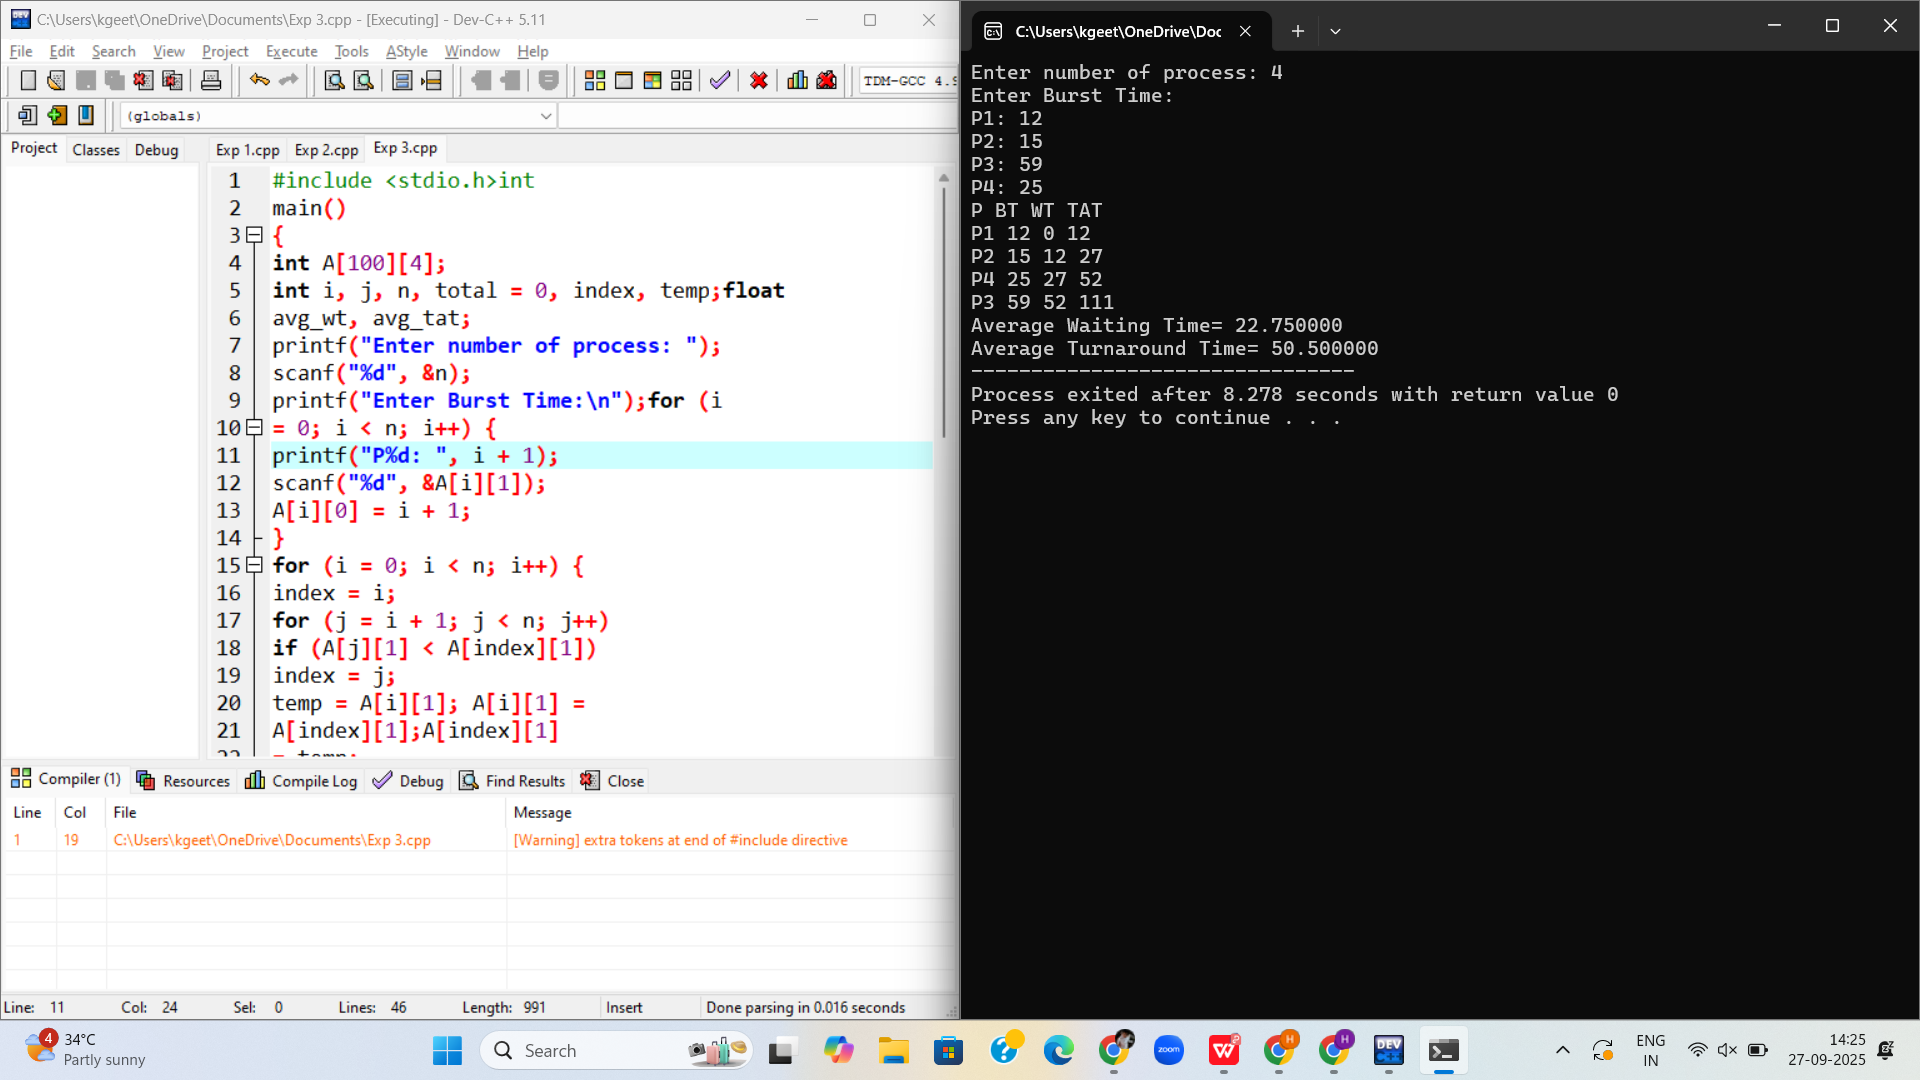 C:\Users\kgeet\OneDrive\Documents\Exp 3.cpp - [Executing] - Dev-C++ 5.11
File Edit Search View Project Execute Tools AStyle Window Help
TDM-GCC 4.9
(globals)
Project Classes Debug
Exp 1.cpp Exp 2.cpp Exp 3.cpp
1 #include <stdio.h>int
2 main()
3 {
4 int A[100][4];
5 int i, j, n, total = 0, index, temp;float
6 avg_wt, avg_tat;
7 printf("Enter number of process: ");
8 scanf("%d", &n);
9 printf("Enter Burst Time:\n");for (i
10 = 0; i < n; i++) {
11 printf("P%d: ", i + 1);
12 scanf("%d", &A[i][1]);
13 A[i][0] = i + 1;
14 }
15 for (i = 0; i < n; i++) {
16 index = i;
17 for (j = i + 1; j < n; j++)
18 if (A[j][1] < A[index][1])
19 index = j;
20 temp = A[i][1]; A[i][1] =
21 A[index][1];A[index][1]
22 = temp;
Compiler (1) Resources Compile Log Debug Find Results Close
Line Col File Message
1 19 C:\Users\kgeet\OneDrive\Documents\Exp 3.cpp [Warning] extra tokens at end of #include directive
Line: 11 Col: 24 Sel: 0 Lines: 46 Length: 991 Insert Done parsing in 0.016 seconds
C:\Users\kgeet\OneDrive\Doc
Enter number of process: 4
Enter Burst Time:
P1: 12
P2: 15
P3: 59
P4: 25
P BT WT TAT
P1 12 0 12
P2 15 12 27
P4 25 27 52
P3 59 52 111
Average Waiting Time= 22.750000
Average Turnaround Time= 50.500000
--------------------------------
Process exited after 8.278 seconds with return value 0
Press any key to continue . . .
4
34°C
Partly sunny
Search
zoom
DEV
ENG
IN
14:25
27-09-2025